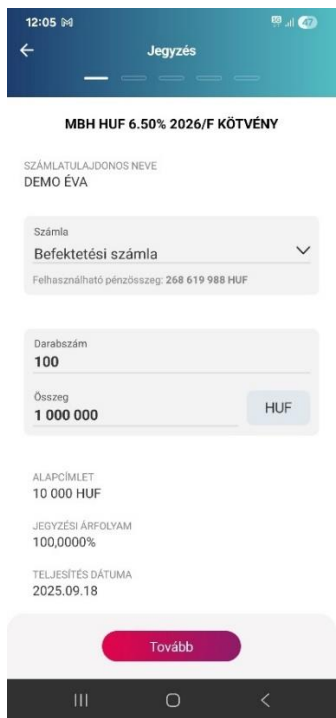 12:05
47
Jegyzés
MBH HUF 6.50% 2026/F KÖTVÉNY
SZÁMLATULAJDONOS NEVE
DEMO ÉVA
Számla
Befektetési számla
Felhasználható pénzösszeg: 268 619 988 HUF
Darabszám
100
Összeg
1 000 000
HUF
ALAPCÍMLET
10 000 HUF
JEGYZÉSI ÁRFOLYAM
100,0000%
TELJESÍTÉS DÁTUMA
2025.09.18
Tovább